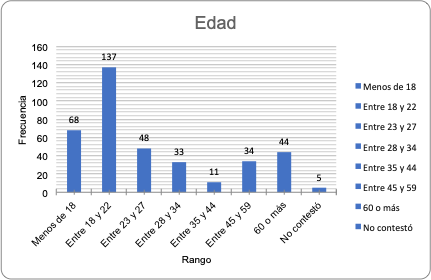 Edad
Frecuencia
160
140
120
100
80
60
40
20
0
68
137
48
33
11
34
44
5
Menos de 18
Entre 18 y 22
Entre 23 y 27
Entre 28 y 34
Entre 35 y 44
Entre 45 y 59
60 o más
No contestó
Rango
Menos de 18
Entre 18 y 22
Entre 23 y 27
Entre 28 y 34
Entre 35 y 44
Entre 45 y 59
60 o más
No contestó